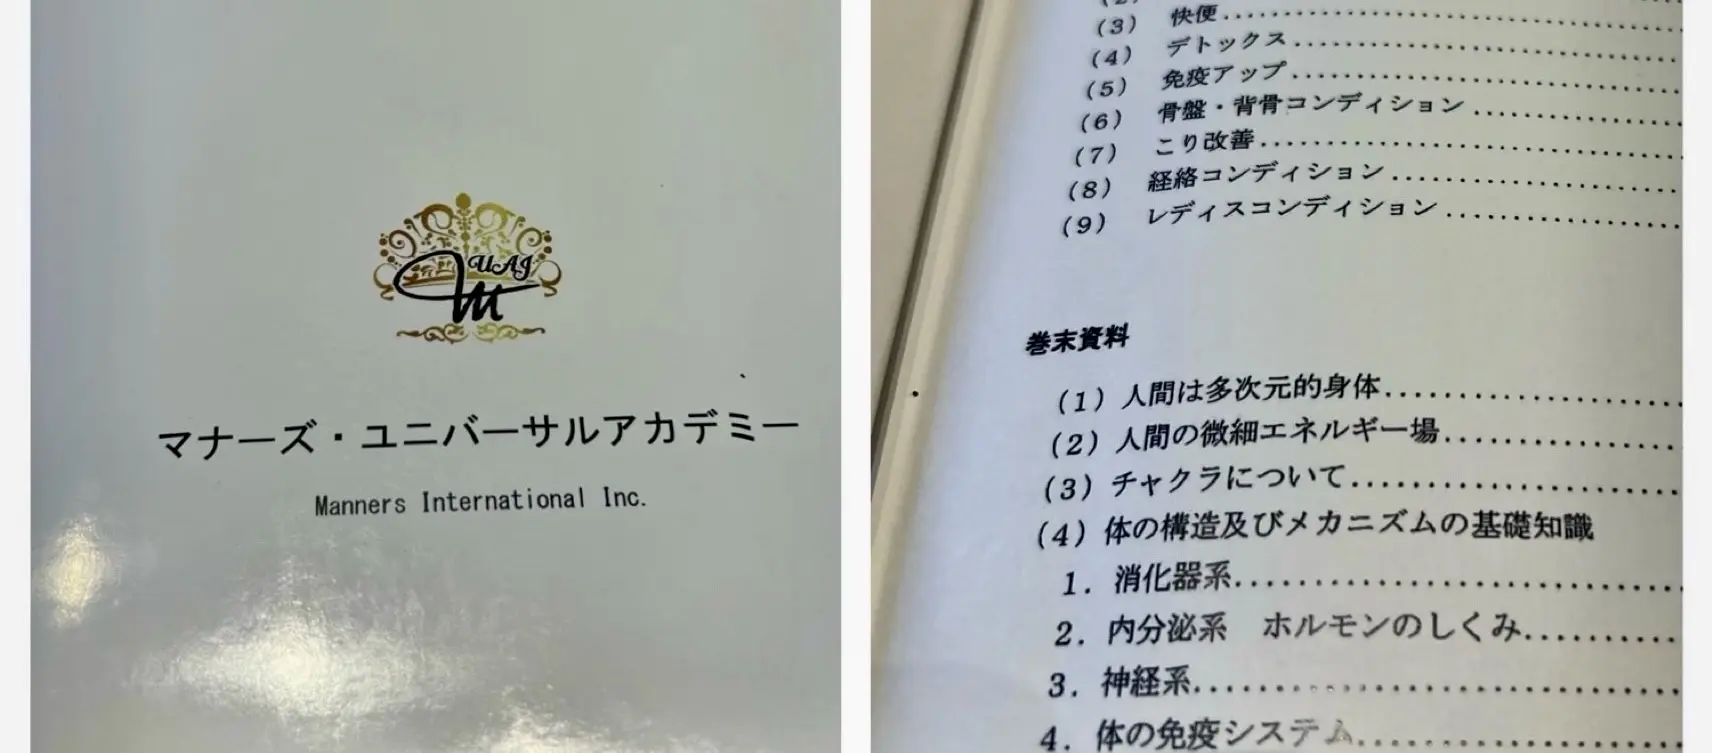 UAJ
M
マナーズ・ユニバーサルアカデミー
Manners International Inc.
(3) 快便
(4) デトックス
(5) 免疫アップ
(6) 骨盤・背骨コンディション
(7) こり改善
(8) 経絡コンディション
(9) レディスコンディション
巻末資料
(1) 人間は多次元的身体
(2) 人間の微細エネルギー場
(3) チャクラについて
(4) 体の構造及びメカニズムの基礎知識
1. 消化器系
2. 内分泌系 ホルモンのしくみ
3. 神経系
4. 体の免疫システム